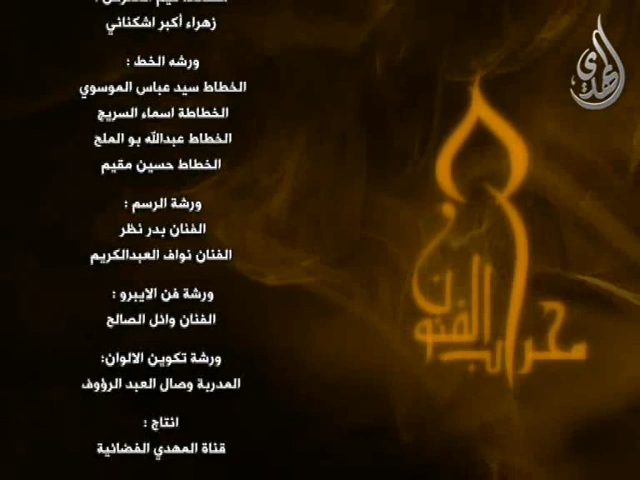 زهراء أكبر اشكناني
ورشه الخط :
الخطاط سيد عباس الموسوي
الخطاطة اسماء السريج
الخطاط عبدالله بو الملح
الخطاط حسين مقيم
ورشة الرسم :
الفنان بدر نظر
الفنان نواف العبدالكريم
ورشة فن الايبرو :
الفنان وائل الصالح
ورشة تكوين الالوان:
المدربة وصال العبد الرؤوف
انتاج :
قناة المهدي الفضائية
المهدي
محراب الفنون